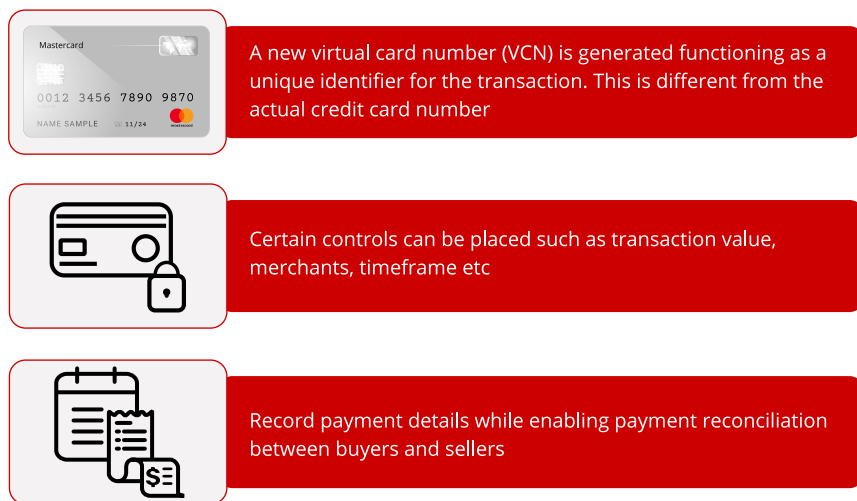 Mastercard
0012 3456 7890 9870
NAME SAMPLE 11/24
mastercard
A new virtual card number (VCN) is generated functioning as a
unique identifier for the transaction. This is different from the
actual credit card number
Certain controls can be placed such as transaction value,
merchants, timeframe etc
$
Record payment details while enabling payment reconciliation
between buyers and sellers